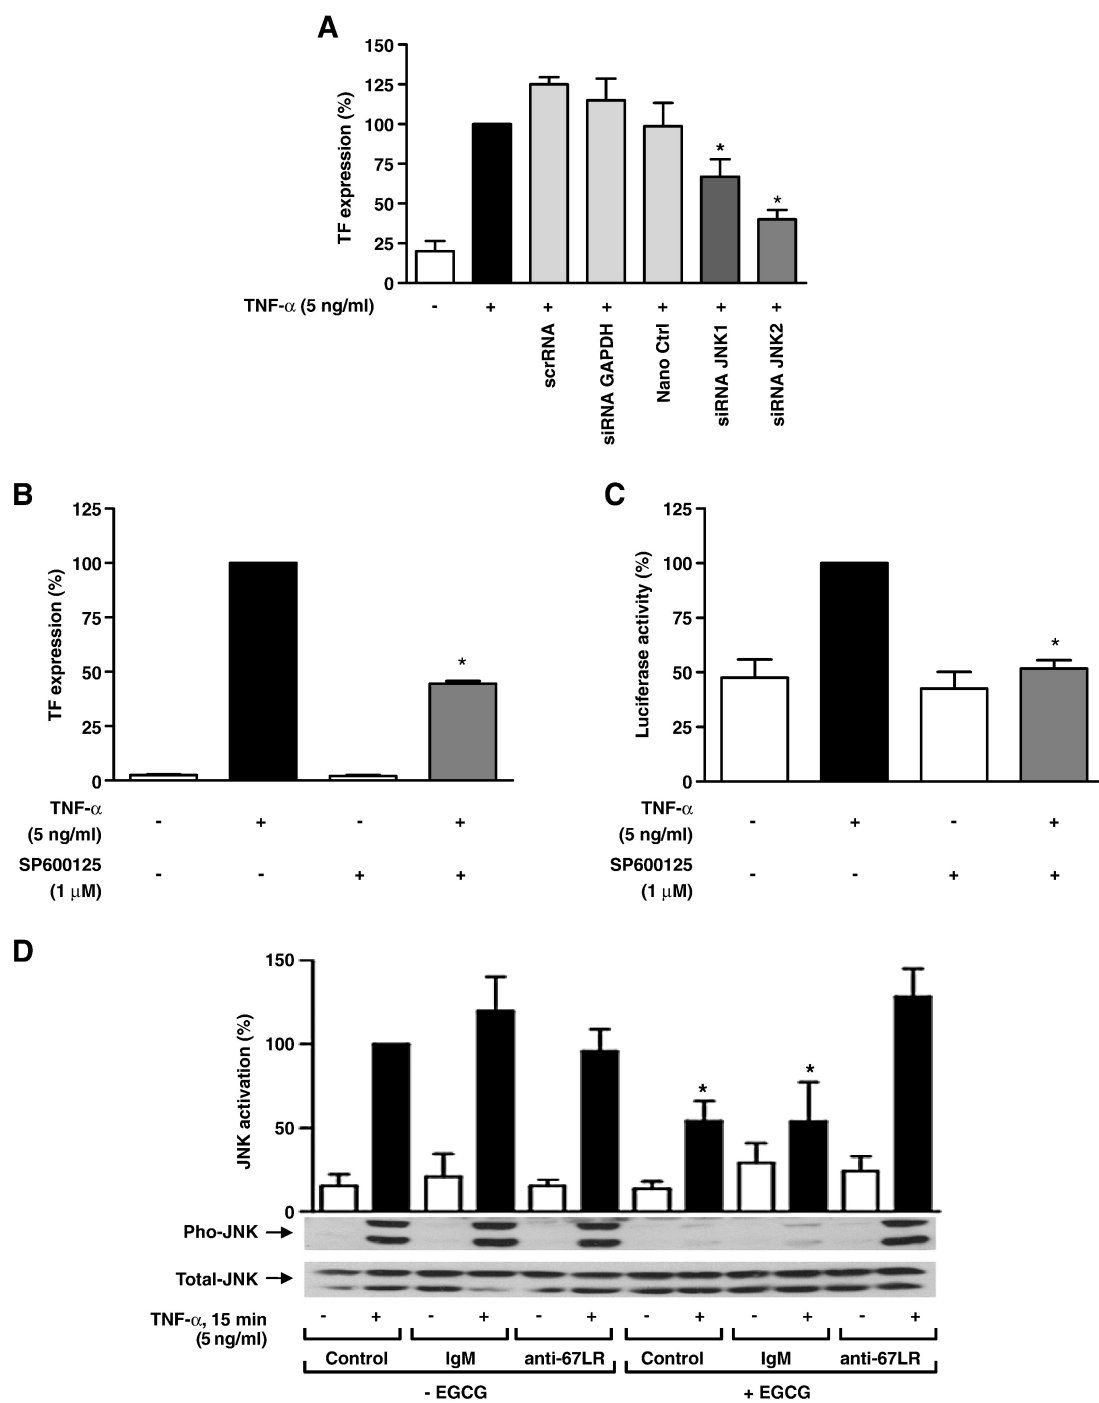 A
150
125
100
75
50
25
0
TF expression (%)
*
*
TNF-α (5 ng/ml)
- + + + + + +
scrRNA
siRNA GAPDH
Nano Ctrl
siRNA JNK1
siRNA JNK2
B
125
100
75
50
25
0
TF expression (%)
*
TNF-α
(5 ng/ml)
- + - +
SP600125
(1 μM)
- - + +
C
125
100
75
50
25
0
Luciferase activity (%)
*
TNF-α
(5 ng/ml)
- + - +
SP600125
(1 μM)
- - + +
D
150
100
50
0
JNK activation (%)
*
*
Pho-JNK
Total-JNK
TNF-α, 15 min
(5 ng/ml)
- + - + - + - + - + - +
Control IgM anti-67LR Control IgM anti-67LR
- EGCG + EGCG